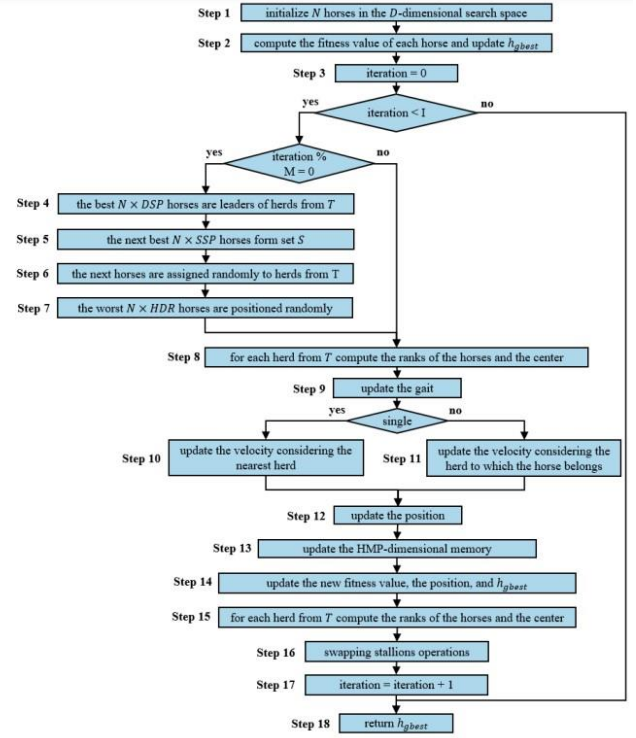 Step 1 initialize N horses in the D-dimensional search space
Step 2 compute the fitness value of each horse and update h_gbest
Step 3 iteration = 0
iteration < I
yes
no
iteration %
M = 0
yes
no
Step 4 the best N × DSP horses are leaders of herds from T
Step 5 the next best N × SSP horses form set S
Step 6 the next horses are assigned randomly to herds from T
Step 7 the worst N × HDR horses are positioned randomly
Step 8 for each herd from T compute the ranks of the horses and the center
Step 9 update the gait
single
yes
no
Step 10 update the velocity considering the
nearest herd
Step 11 update the velocity considering the
herd to which the horse belongs
Step 12 update the position
Step 13 update the HMP-dimensional memory
Step 14 update the new fitness value, the position, and h_gbest
Step 15 for each herd from T compute the ranks of the horses and the center
Step 16 swapping stallions operations
Step 17 iteration = iteration + 1
Step 18 return h_gbest